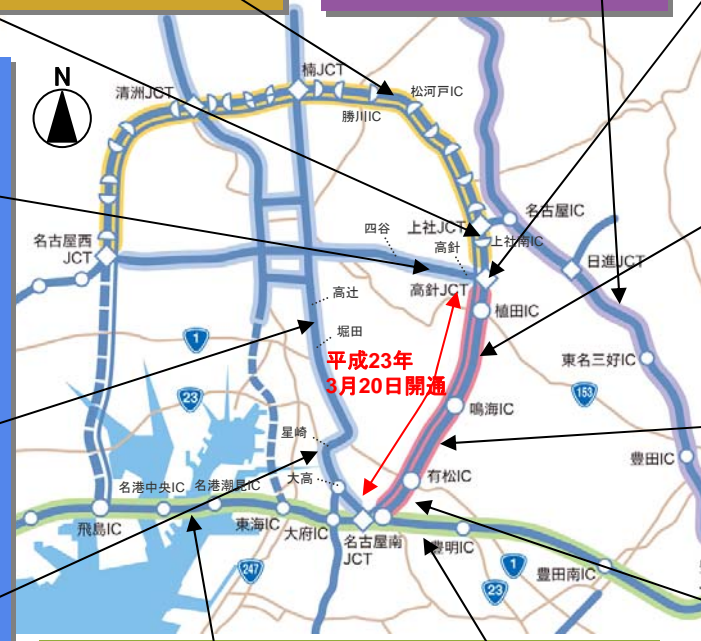 楠JCT
N
清洲JCT
松河戸IC
勝川IC
名古屋IC
四谷
上社JCT
上社南IC
高針
名古屋西
JCT
日進JCT
高針JCT
植田IC
高辻
1
堀田
平成23年
3月20日開通
東名三好IC
153
23
鳴海IC
星崎
豊田IC
有松IC
大高
名港中央IC
名港潮見IC
飛島IC
東海IC
大府IC
名古屋南
JCT
豊明IC
1
247
豊田南IC
23